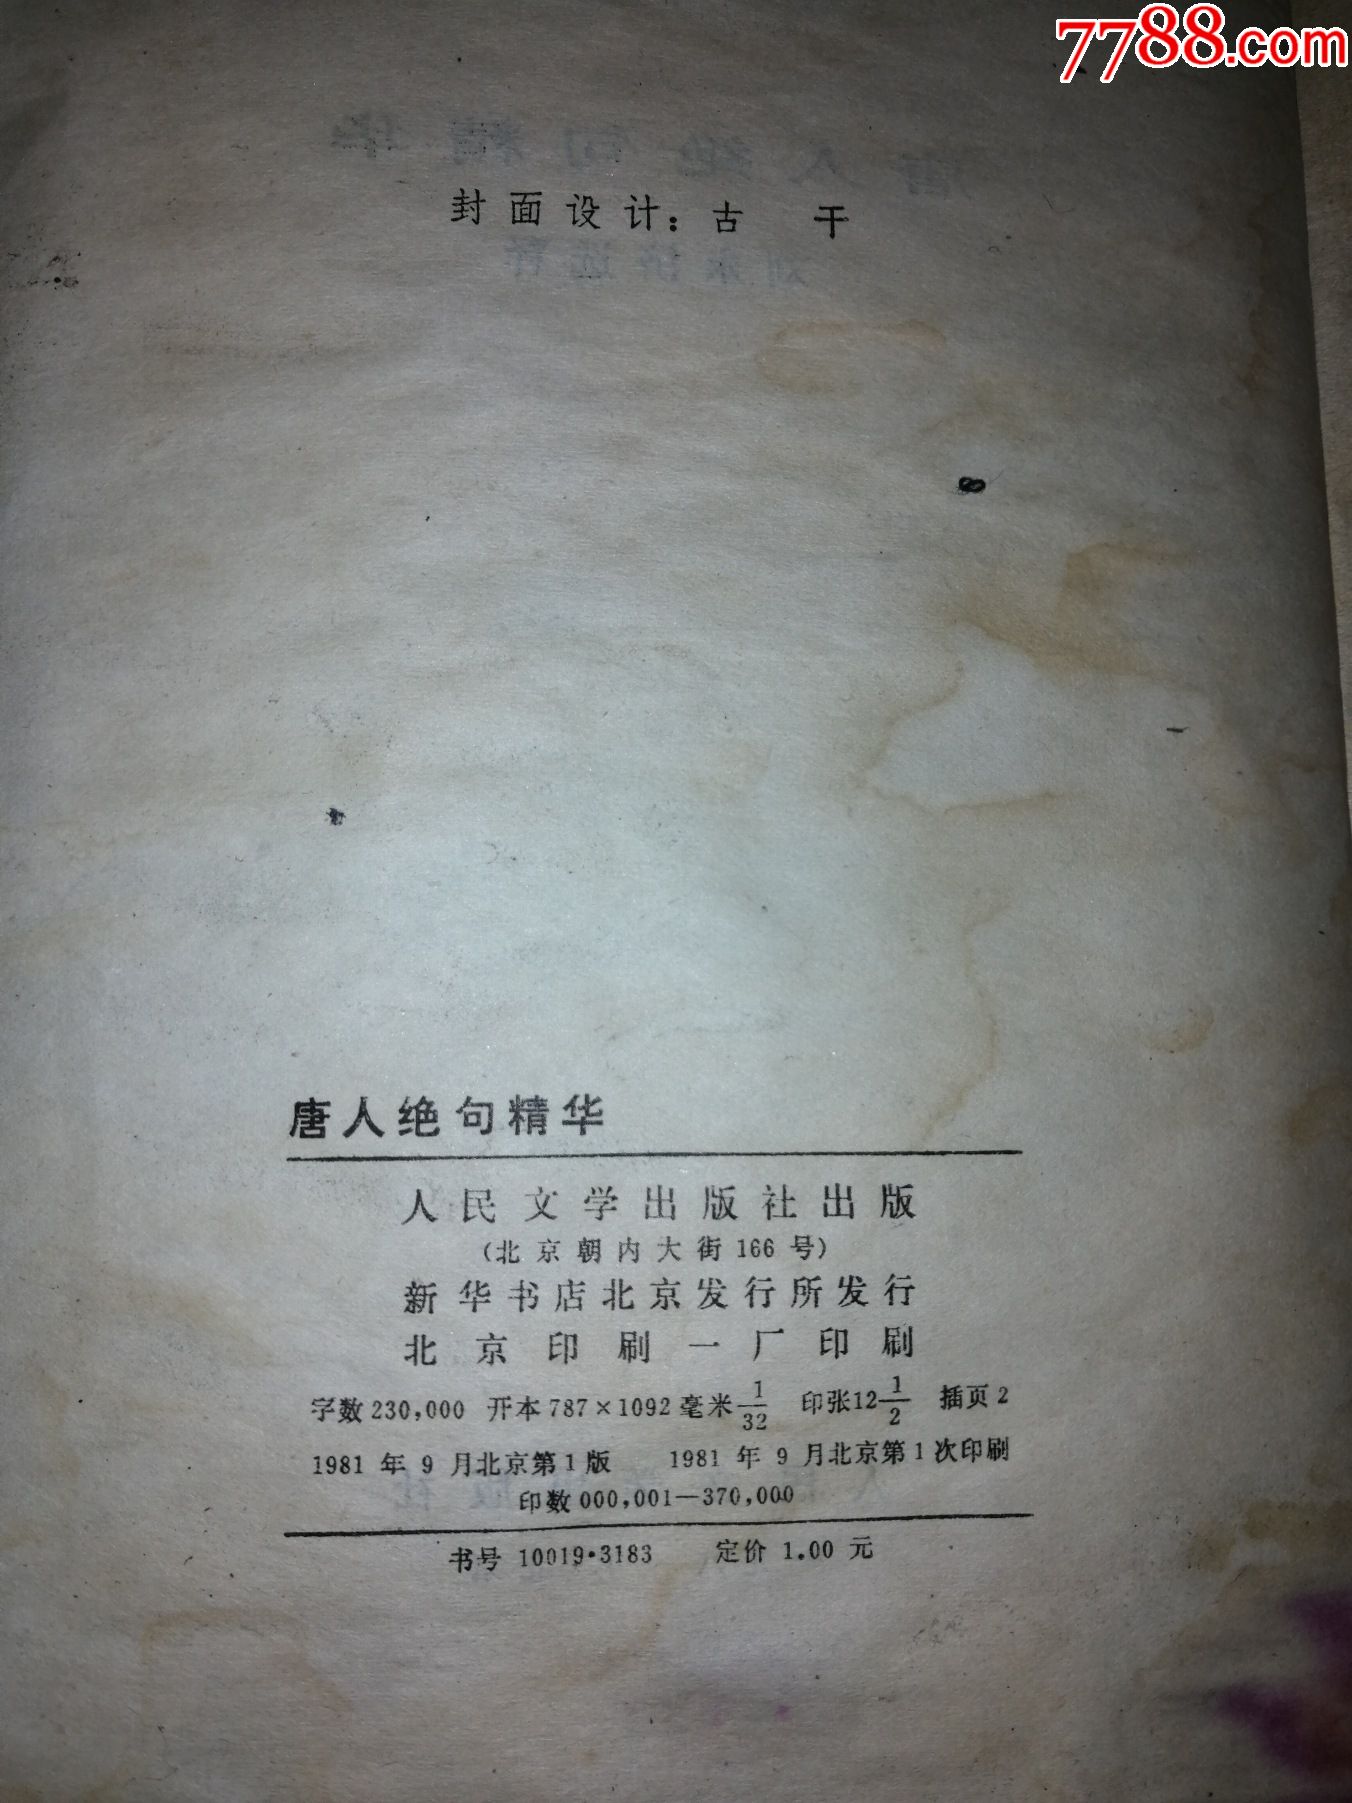 7788.com
封面设计：古 干
唐人绝句精华
人民文学出版社出版
（北京朝内大街166号）
新华书店北京发行所发行
北京印刷一厂印刷
字数230,000 开本787×1092毫米1/32 印张12 1/2 插页2
1981年9月北京第1版 1981年9月北京第1次印刷
印数000,001—370,000
书号 10019·3183 定价 1.00 元